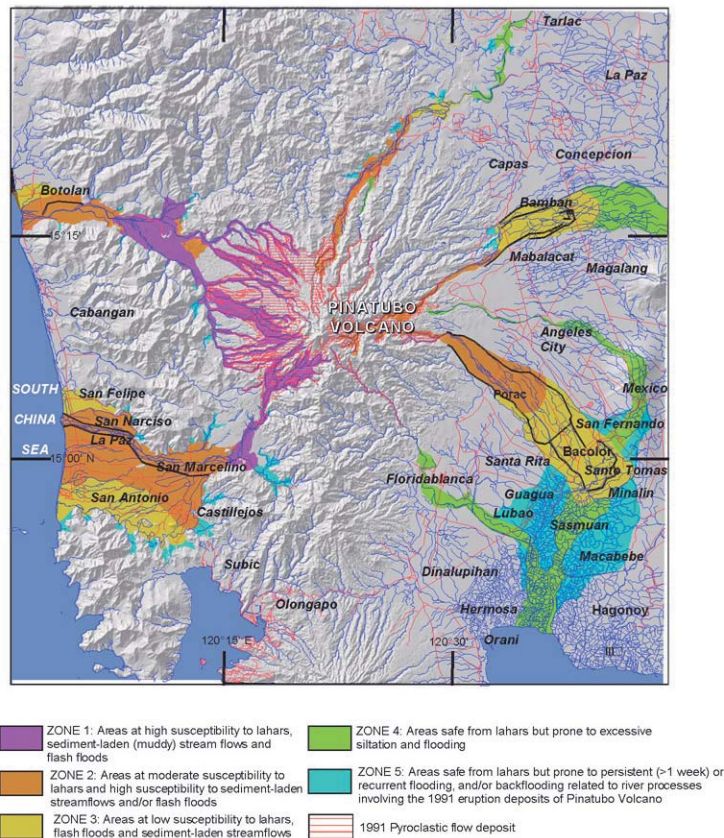 Tarlac
La Paz
Concepcion
Capas
Botolan
Bamban
15°15'
Mabalacat
Magalang
Cabangan
PINATUBO
VOLCANO
Angeles
City
SOUTH
CHINA
SEA
San Felipe
Mexico
Porac
San Narciso
La Paz
San Fernando
Bacolor
15°00' N
San Marcelino
Santa Rita
Santo Tomas
Floridablanca
San Antonio
Guagua
Minalin
Castillejos
Lubao
Sasmuan
Macabebe
Subic
Dinalupihan
Olongapo
Hermosa
Hagonoy
120°15' E
120°30'
Orani
ZONE 1: Areas at high susceptibility to lahars,
sediment-laden (muddy) stream flows and
flash floods
ZONE 2: Areas at moderate susceptibility to
lahars and high susceptibility to sediment-laden
streamflows and/or flash floods
ZONE 3: Areas at low susceptibility to lahars,
flash floods and sediment-laden streamflows
ZONE 4: Areas safe from lahars but prone to excessive
siltation and flooding
ZONE 5: Areas safe from lahars but prone to persistent (>1 week) or
recurrent flooding, and/or backflooding related to river processes
involving the 1991 eruption deposits of Pinatubo Volcano
1991 Pyroclastic flow deposit